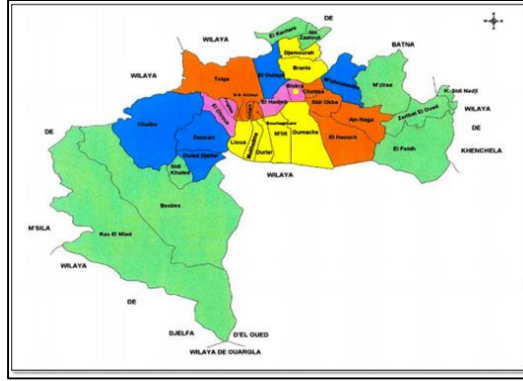 DE
WILAYA
El Kantara
Ain Zaatout
BATNA
Djemourah
Branis
WILAYA
Tolga
El Outaya
M'chouneche
M'ziraa
K. Sidi Nadji
Biskra
Chetma
El Hadjeb
Sidi Okba
WILAYA
Zeribet El Oued
DE
Chaiba
Bouchagroune
Ain Naga
DE
Doucen
Lioua
M'lili
Oumache
El Haouch
El Feidh
KHENCHELA
Ourlal
Ouled Djellal
Sidi Khaled
WILAYA
Besbes
M'SILA
Ras El Miad
WILAYA
DE
DJELFA
D'EL OUED
WILAYA DE OUARGLA